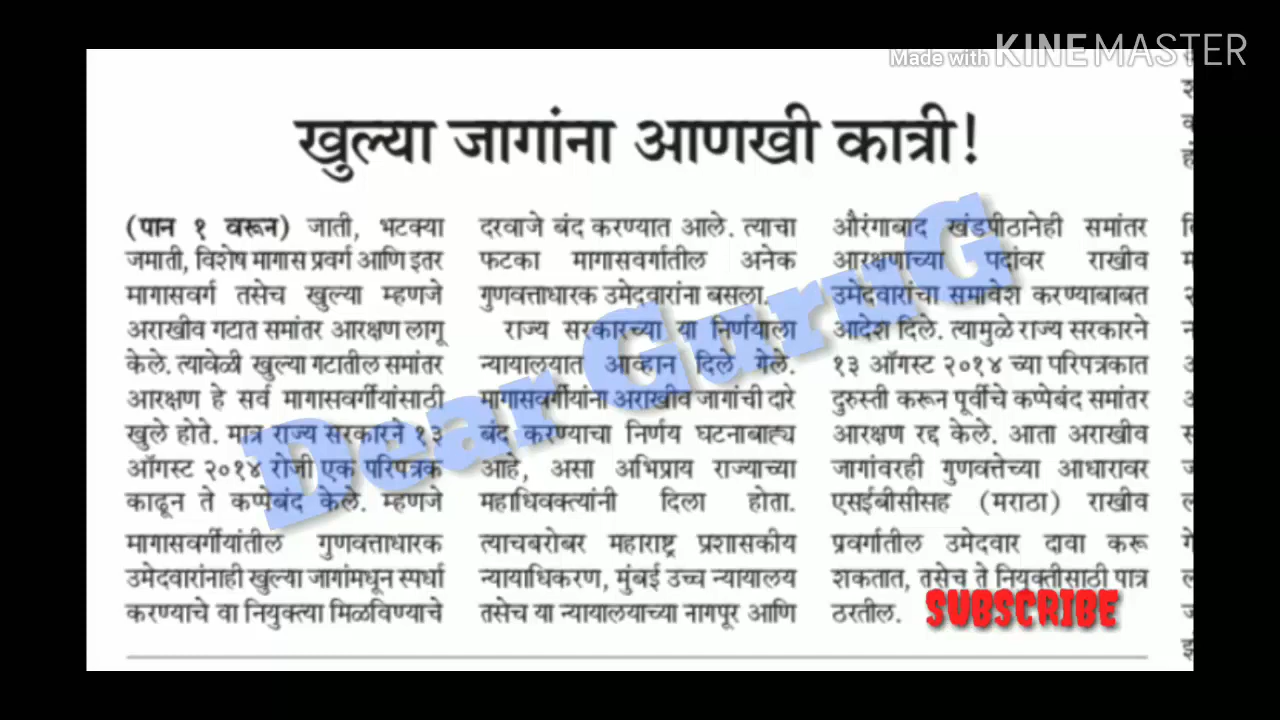 Made with KINEMASTER
खुल्या जागांना आणखी कात्री!
(पान १ वरून) जाती, भटक्या
जमाती, विशेष मागास प्रवर्ग आणि इतर
मागासवर्ग तसेच खुल्या म्हणजे
अराखीव गटात समांतर आरक्षण लागू
केले. त्यावेळी खुल्या गटातील समांतर
आरक्षण हे सर्व मागासवर्गीयांसाठी
खुले होते. मात्र राज्य सरकारने १३
ऑगस्ट २०१४ रोजी एक परिपत्रक
काढून ते कप्पेबंद केले. म्हणजे
मागासवर्गीयांतील गुणवत्ताधारक
उमेदवारांनाही खुल्या जागांमधून स्पर्धा
करण्याचे वा नियुक्त्या मिळविण्याचे
दरवाजे बंद करण्यात आले. त्याचा
फटका मागासवर्गातील अनेक
गुणवत्ताधारक उमेदवारांना बसला.
राज्य सरकारच्या या निर्णयाला
न्यायालयात आव्हान दिले गेले.
मागासवर्गीयांना अराखीव जागांची दारे
बंद करण्याचा निर्णय घटनाबाह्य
आहे, असा अभिप्राय राज्याच्या
महाधिवक्त्यांनी दिला होता.
त्याचबरोबर महाराष्ट्र प्रशासकीय
न्यायाधिकरण, मुंबई उच्च न्यायालय
तसेच या न्यायालयाच्या नागपूर आणि
औरंगाबाद खंडपीठानेही समांतर
आरक्षणाच्या पदांवर राखीव
उमेदवारांचा समावेश करण्याबाबत
आदेश दिले. त्यामुळे राज्य सरकारने
१३ ऑगस्ट २०१४ च्या परिपत्रकात
दुरुस्ती करून पूर्वीचे कप्पेबंद समांतर
आरक्षण रद्द केले. आता अराखीव
जागांवरही गुणवत्तेच्या आधारावर
एसईबीसीसह (मराठा) राखीव
प्रवर्गातील उमेदवार दावा करू
शकतात, तसेच ते नियुक्तीसाठी पात्र
ठरतील.
Dear GuruG
SUBSCRIBE